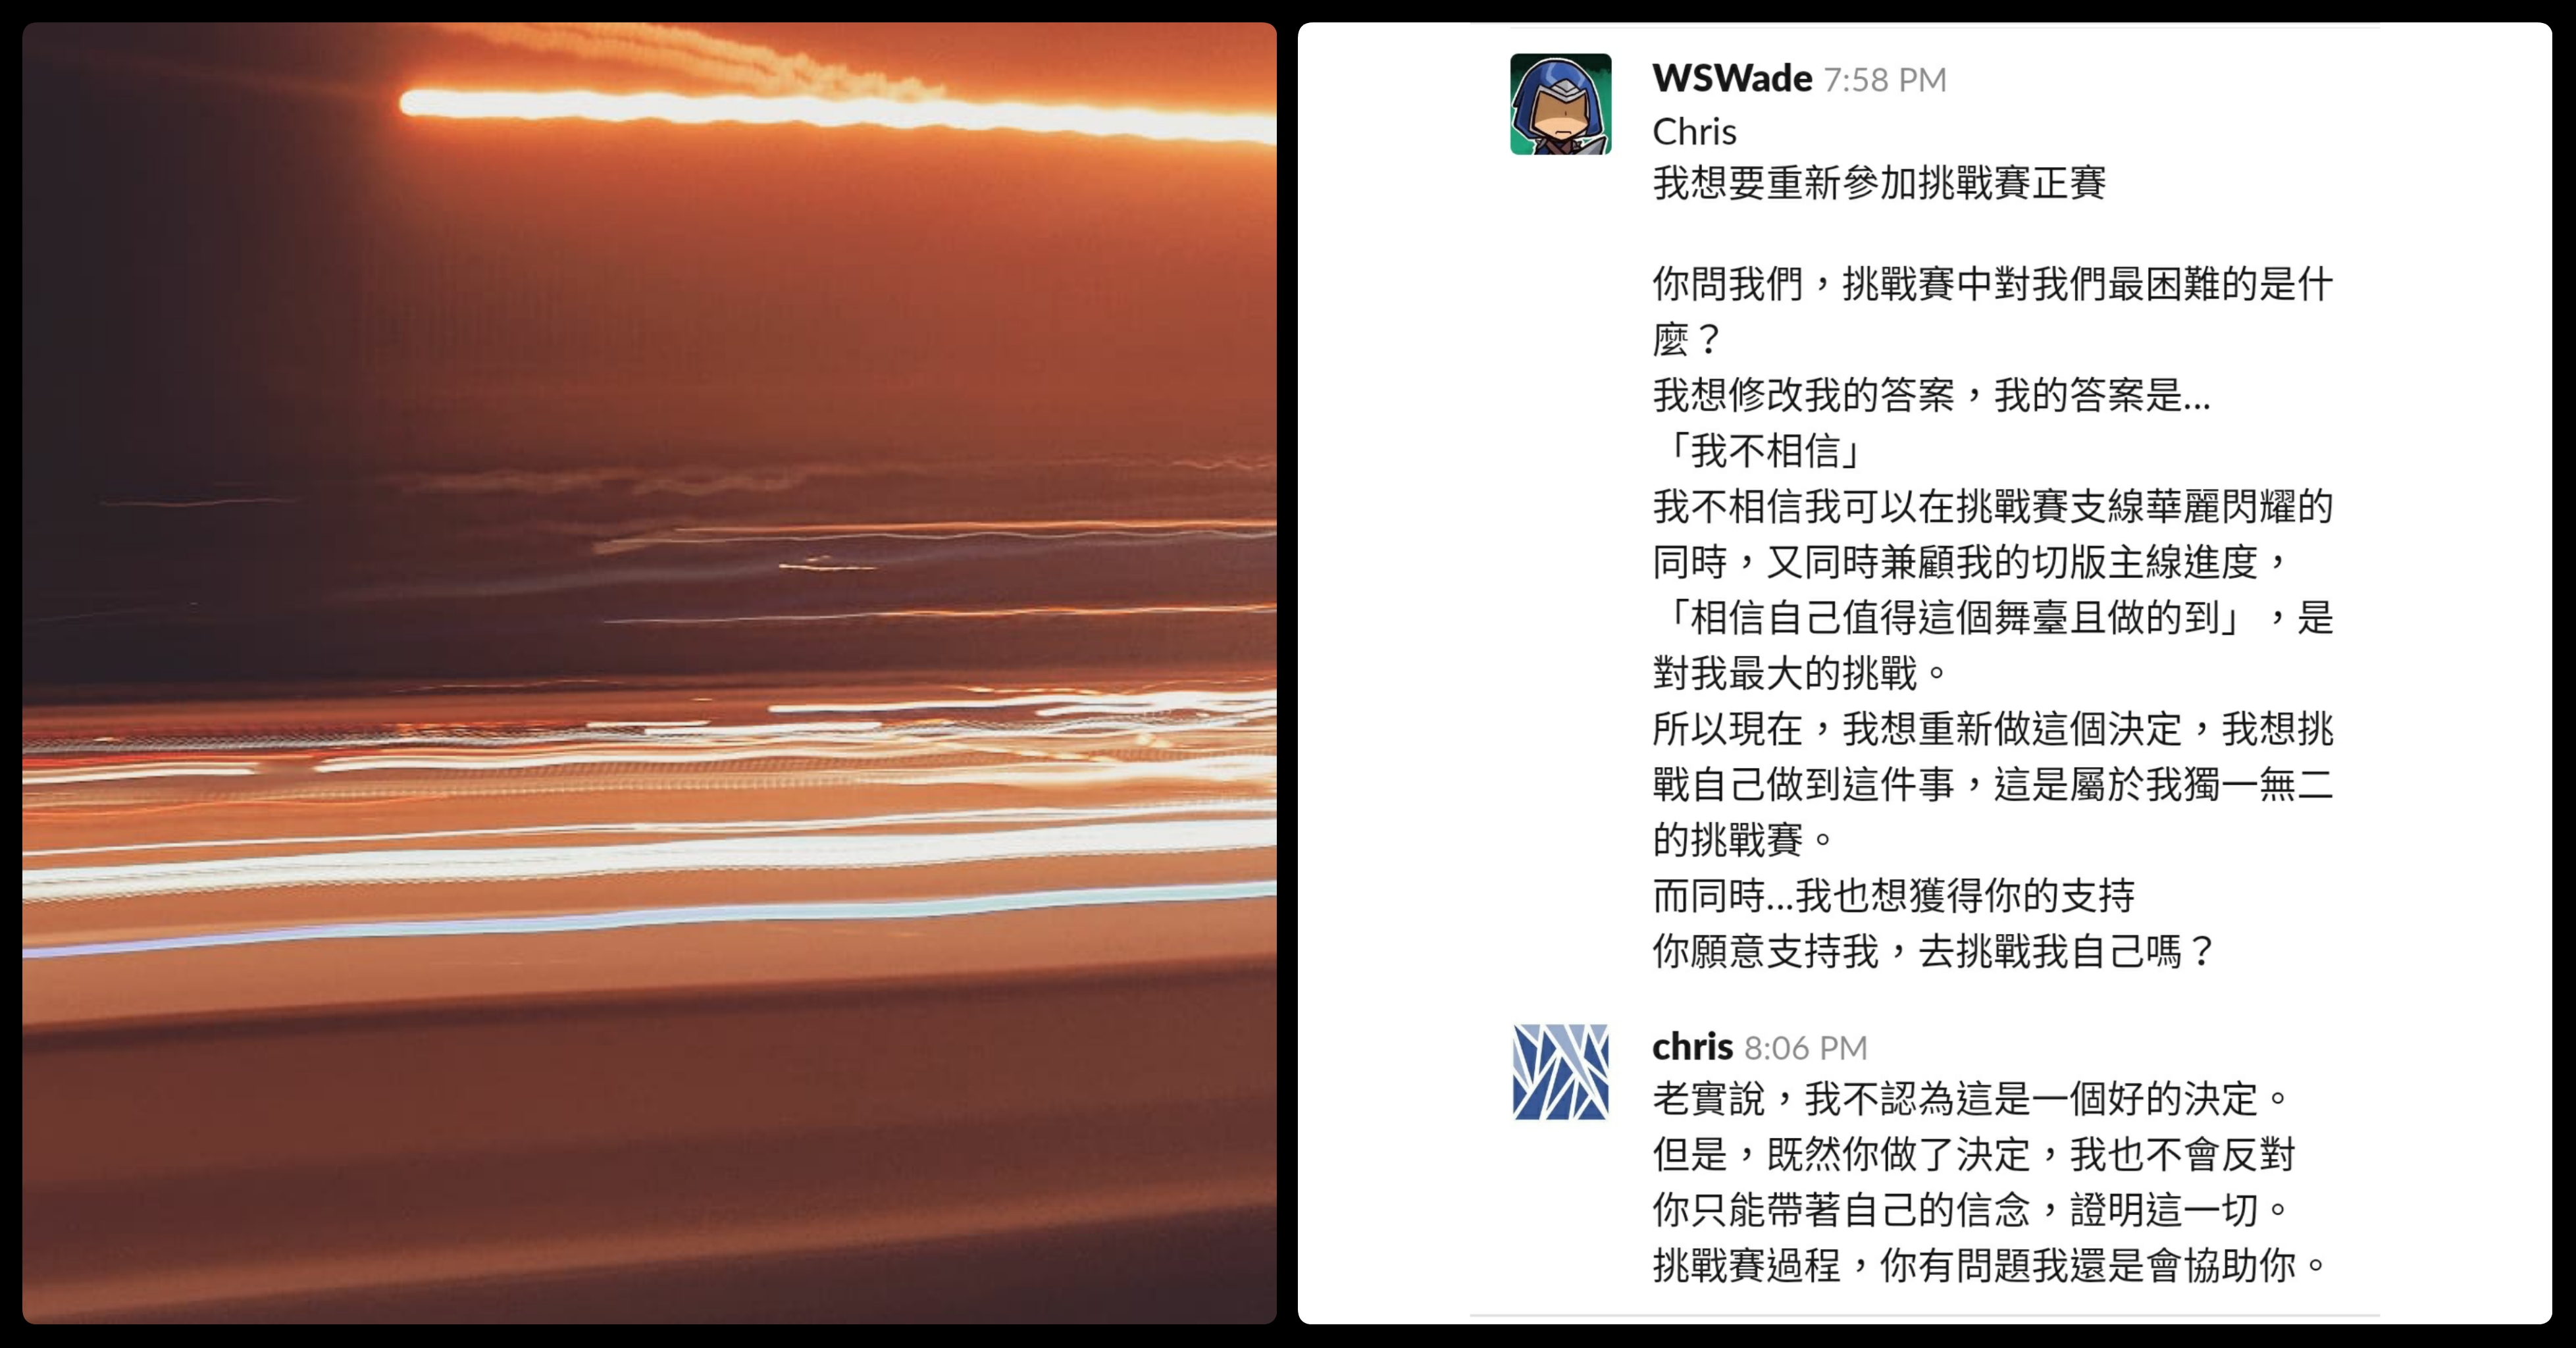 WSWade 7:58 PM
Chris
我想要重新參加挑戰賽正賽
你問我們，挑戰賽中對我們最困難的是什
麼？
我想修改我的答案，我的答案是...
「我不相信」
我不相信我可以在挑戰賽支線華麗閃耀的
同時，又同時兼顧我的切版主線進度，
「相信自己值得這個舞臺且做的到」，是
對我最大的挑戰。
所以現在，我想重新做這個決定，我想挑
戰自己做到這件事，這是屬於我獨一無二
的挑戰賽。
而同時...我也想獲得你的支持
你願意支持我，去挑戰我自己嗎？
chris 8:06 PM
老實說，我不認為這是一個好的決定。
但是，既然你做了決定，我也不會反對
你只能帶著自己的信念，證明這一切。
挑戰賽過程，你有問題我還是會協助你。